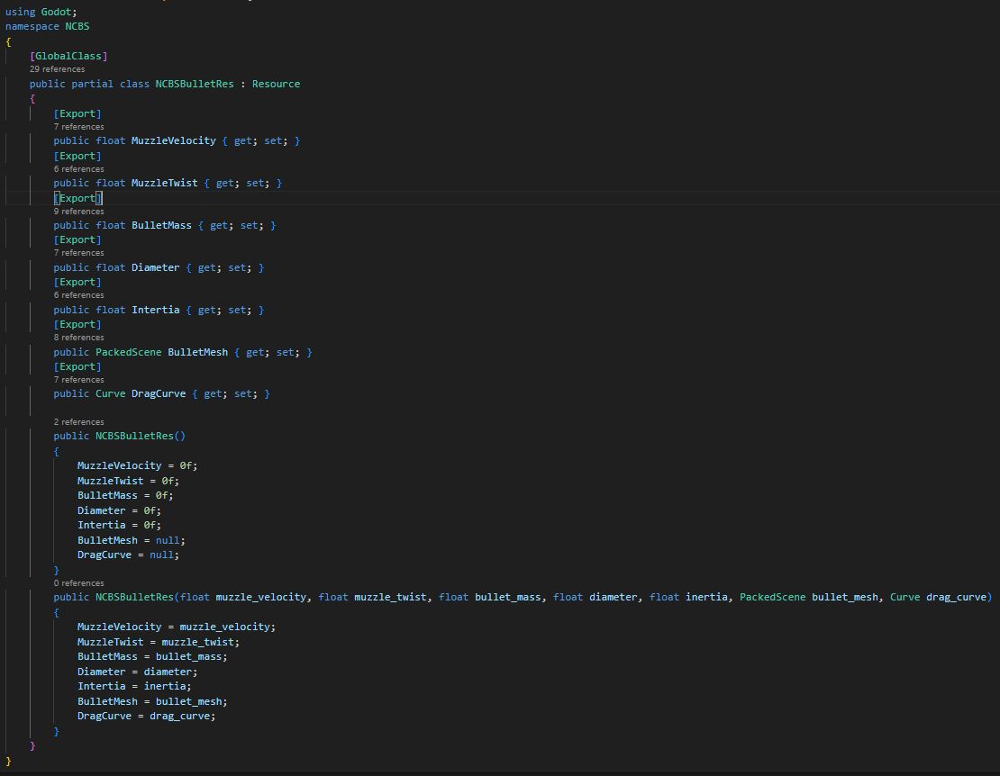 using Godot;
namespace NCBS
{
[GlobalClass]
29 references
public partial class NCBSBulletRes : Resource
{
[Export]
7 references
public float MuzzleVelocity { get; set; }
[Export]
6 references
public float MuzzleTwist { get; set; }
[Export]
9 references
public float BulletMass { get; set; }
[Export]
7 references
public float Diameter { get; set; }
[Export]
6 references
public float Intertia { get; set; }
[Export]
8 references
public PackedScene BulletMesh { get; set; }
[Export]
7 references
public Curve DragCurve { get; set; }
2 references
public NCBSBulletRes()
{
MuzzleVelocity = 0f;
MuzzleTwist = 0f;
BulletMass = 0f;
Diameter = 0f;
Intertia = 0f;
BulletMesh = null;
DragCurve = null;
}
0 references
public NCBSBulletRes(float muzzle_velocity, float muzzle_twist, float bullet_mass, float diameter, float inertia, PackedScene bullet_mesh, Curve drag_curve)
{
MuzzleVelocity = muzzle_velocity;
MuzzleTwist = muzzle_twist;
BulletMass = bullet_mass;
Diameter = diameter;
Intertia = inertia;
BulletMesh = bullet_mesh;
DragCurve = drag_curve;
}
}
}